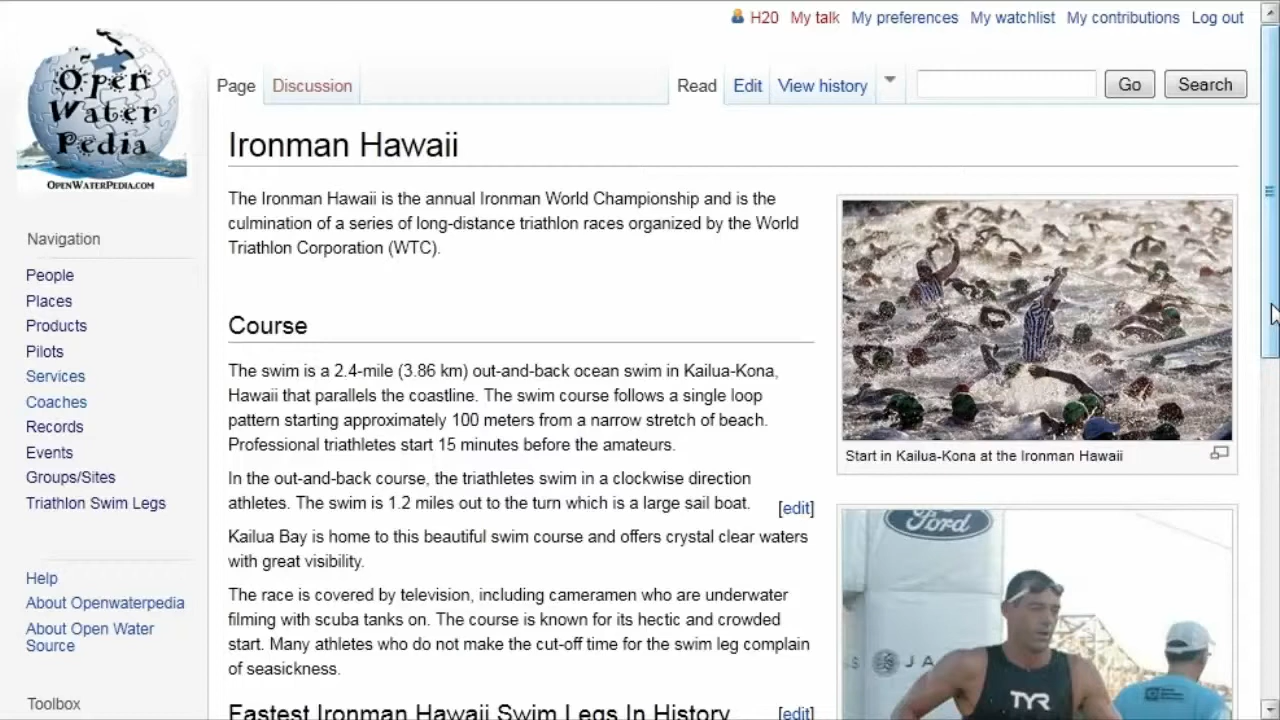 H20 My talk My preferences My watchlist My contributions Log out
Open
Water
Pedia
OPENWATERPEDIA.COM
Page Discussion Read Edit View history Go Search
Ironman Hawaii
The Ironman Hawaii is the annual Ironman World Championship and is the
culmination of a series of long-distance triathlon races organized by the World
Triathlon Corporation (WTC).
Navigation
People
Places
Products
Pilots
Services
Coaches
Records
Events
Groups/Sites
Triathlon Swim Legs
Help
About Openwaterpedia
About Open Water
Source
Toolbox
Course
The swim is a 2.4-mile (3.86 km) out-and-back ocean swim in Kailua-Kona,
Hawaii that parallels the coastline. The swim course follows a single loop
pattern starting approximately 100 meters from a narrow stretch of beach.
Professional triathletes start 15 minutes before the amateurs.
In the out-and-back course, the triathletes swim in a clockwise direction
athletes. The swim is 1.2 miles out to the turn which is a large sail boat.
[edit]
Kailua Bay is home to this beautiful swim course and offers crystal clear waters
with great visibility.
The race is covered by television, including cameramen who are underwater
filming with scuba tanks on. The course is known for its hectic and crowded
start. Many athletes who do not make the cut-off time for the swim leg complain
of seasickness.
Fastest Ironman Hawaii Swim Legs In History [edit]
Start in Kailua-Kona at the Ironman Hawaii
Ford
TYR